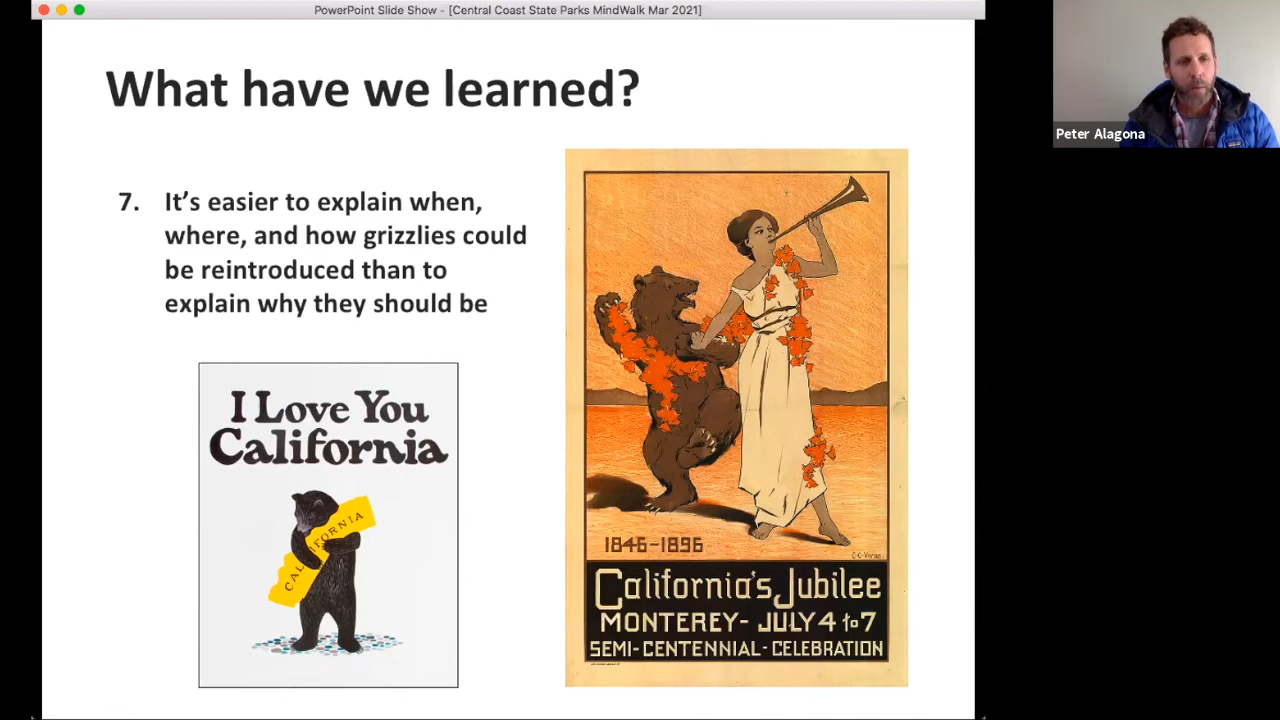 PowerPoint Slide Show - [Central Coast State Parks MindWalk Mar 2021]
What have we learned?
7. It's easier to explain when,
where, and how grizzlies could
be reintroduced than to
explain why they should be
I Love You
California
CALIFORNIA
1846-1896
California's Jubilee
MONTEREY- JULY 4 to 7
SEMI-CENTENNIAL-CELEBRATION
Peter Alagona